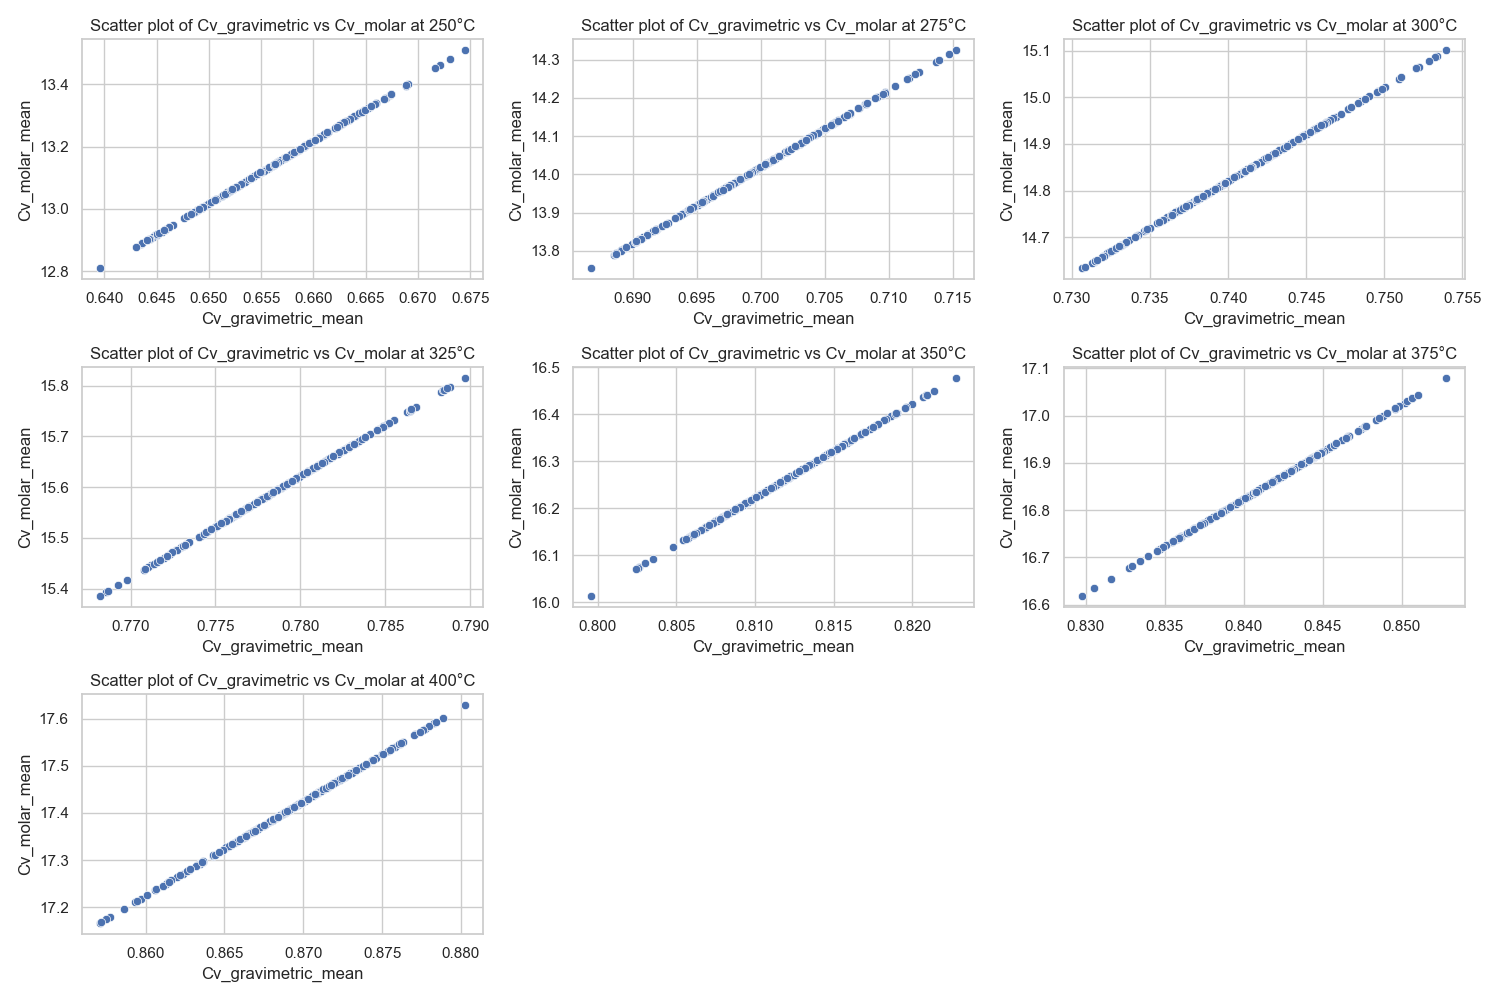 Scatter plot of Cv_gravimetric vs Cv_molar at 250°C
Cv_molar_mean
13.4
13.2
13.0
12.8
0.640 0.645 0.650 0.655 0.660 0.665 0.670 0.675
Cv_gravimetric_mean
Scatter plot of Cv_gravimetric vs Cv_molar at 275°C
Cv_molar_mean
14.3
14.2
14.1
14.0
13.9
13.8
0.690 0.695 0.700 0.705 0.710 0.715
Cv_gravimetric_mean
Scatter plot of Cv_gravimetric vs Cv_molar at 300°C
Cv_molar_mean
15.1
15.0
14.9
14.8
14.7
0.730 0.735 0.740 0.745 0.750 0.755
Cv_gravimetric_mean
Scatter plot of Cv_gravimetric vs Cv_molar at 325°C
Cv_molar_mean
15.8
15.7
15.6
15.5
15.4
0.770 0.775 0.780 0.785 0.790
Cv_gravimetric_mean
Scatter plot of Cv_gravimetric vs Cv_molar at 350°C
Cv_molar_mean
16.5
16.4
16.3
16.2
16.1
16.0
0.800 0.805 0.810 0.815 0.820
Cv_gravimetric_mean
Scatter plot of Cv_gravimetric vs Cv_molar at 375°C
Cv_molar_mean
17.1
17.0
16.9
16.8
16.7
16.6
0.830 0.835 0.840 0.845 0.850
Cv_gravimetric_mean
Scatter plot of Cv_gravimetric vs Cv_molar at 400°C
Cv_molar_mean
17.6
17.5
17.4
17.3
17.2
0.860 0.865 0.870 0.875 0.880
Cv_gravimetric_mean